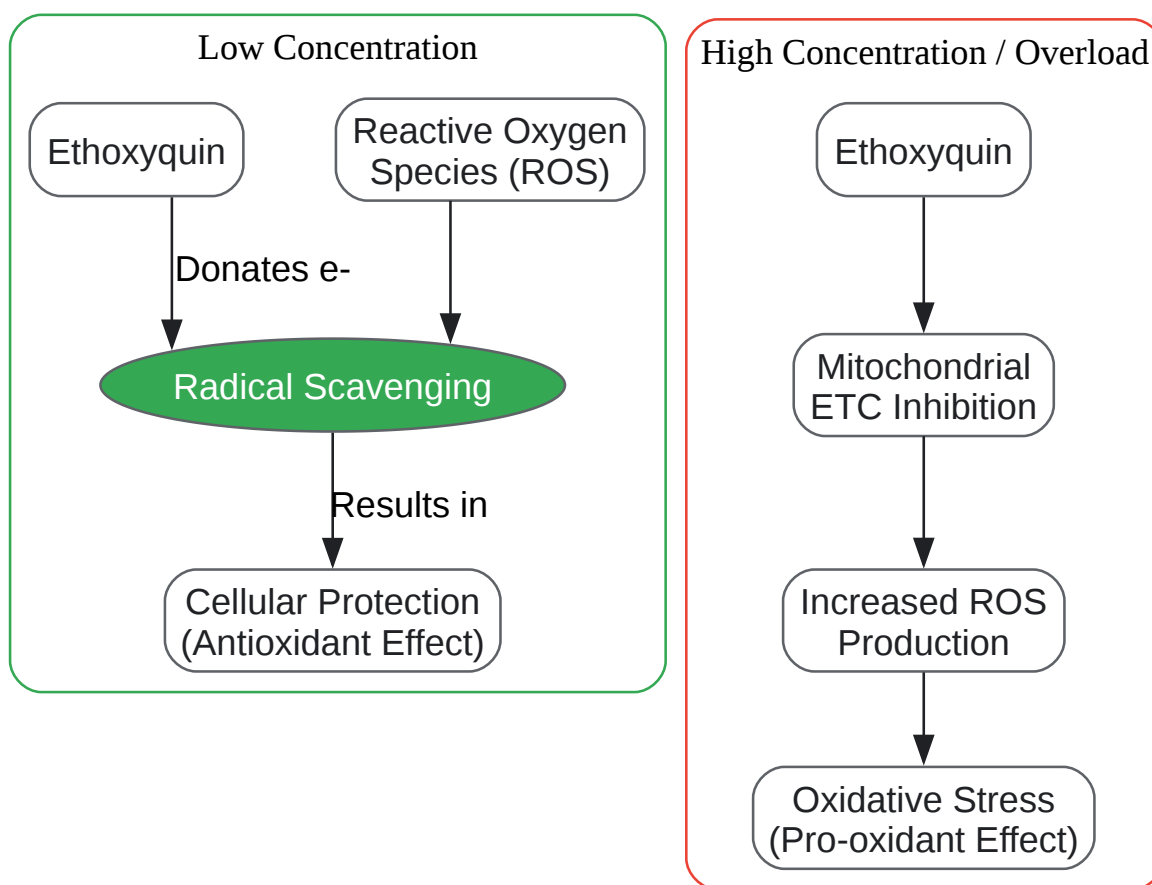 Low Concentration
Ethoxyquin
Reactive Oxygen
Species (ROS)
Donates e-
Radical Scavenging
Results in
Cellular Protection
(Antioxidant Effect)
High Concentration / Overload
Ethoxyquin
Mitochondrial
ETC Inhibition
Increased ROS
Production
Oxidative Stress
(Pro-oxidant Effect)